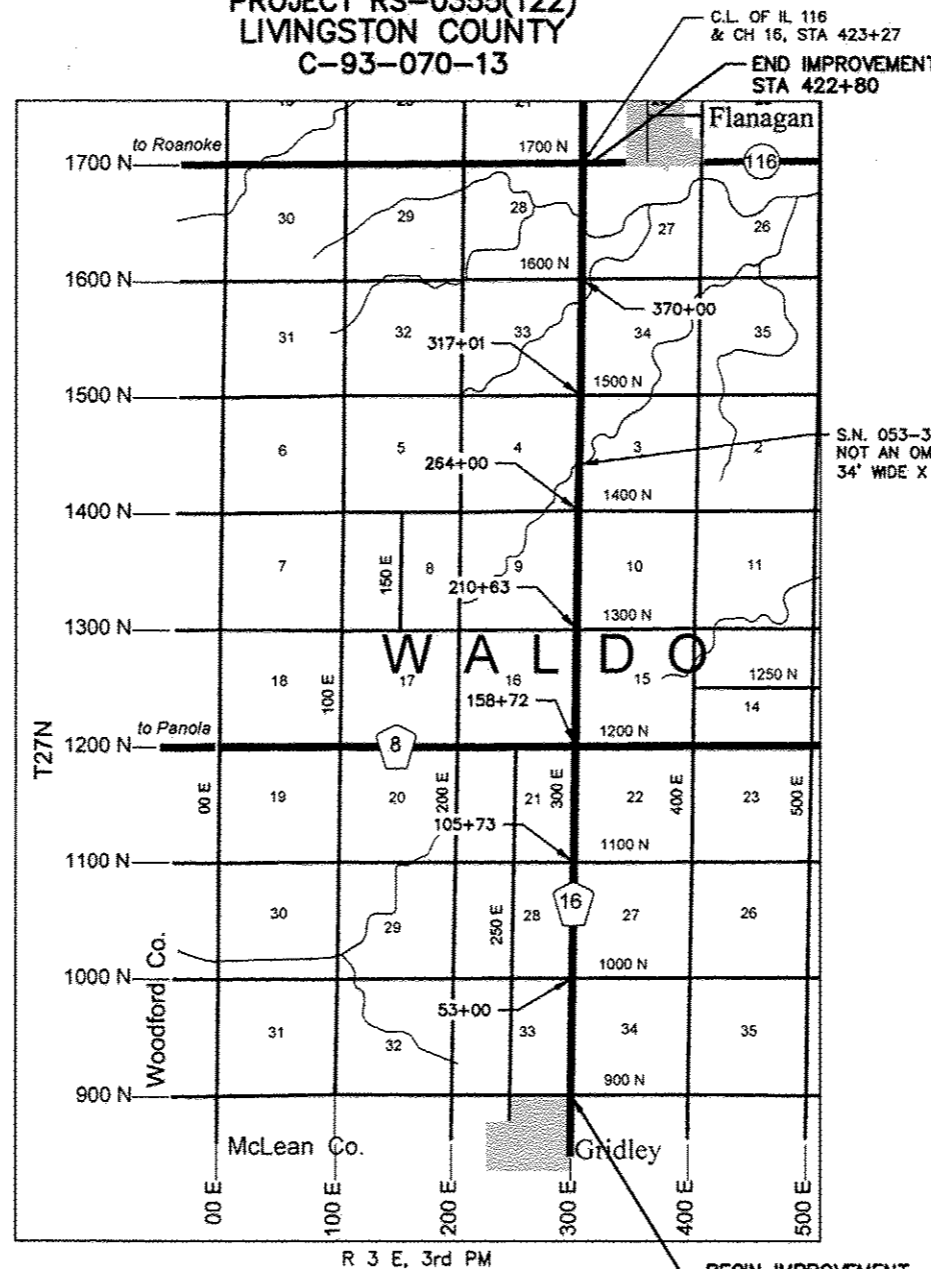 PROJECT RS-0355(122)
LIVINGSTON COUNTY
C-93-070-13
C.L. OF IL 116
& CH 16, STA 423+27
END IMPROVEMENT
STA 422+80
Flanagan
to Roanoke
1700 N
1700 N
116
30
29
28
27
26
1600 N
1600 N
370+00
31
32
33
34
35
317+01
1500 N
1500 N
6
5
4
3
2
S.N. 053-3
NOT AN OM
34' WIDE X
264+00
1400 N
1400 N
7
150 E
8
9
10
11
210+63
1300 N
1300 N
WALDO
18
100 E
17
16
15
1250 N
14
158+72
to Panola
1200 N
1200 N
8
T27N
00 E
19
20
200 E
21
300 E
22
400 E
23
500 E
105+73
1100 N
1100 N
16
30
29
250 E
28
27
26
Woodford Co.
1000 N
1000 N
53+00
31
32
33
34
35
900 N
900 N
McLean Co.
Gridley
00 E
100 E
200 E
300 E
400 E
500 E
R 3 E, 3rd PM
BEGIN IMPROVEMENT